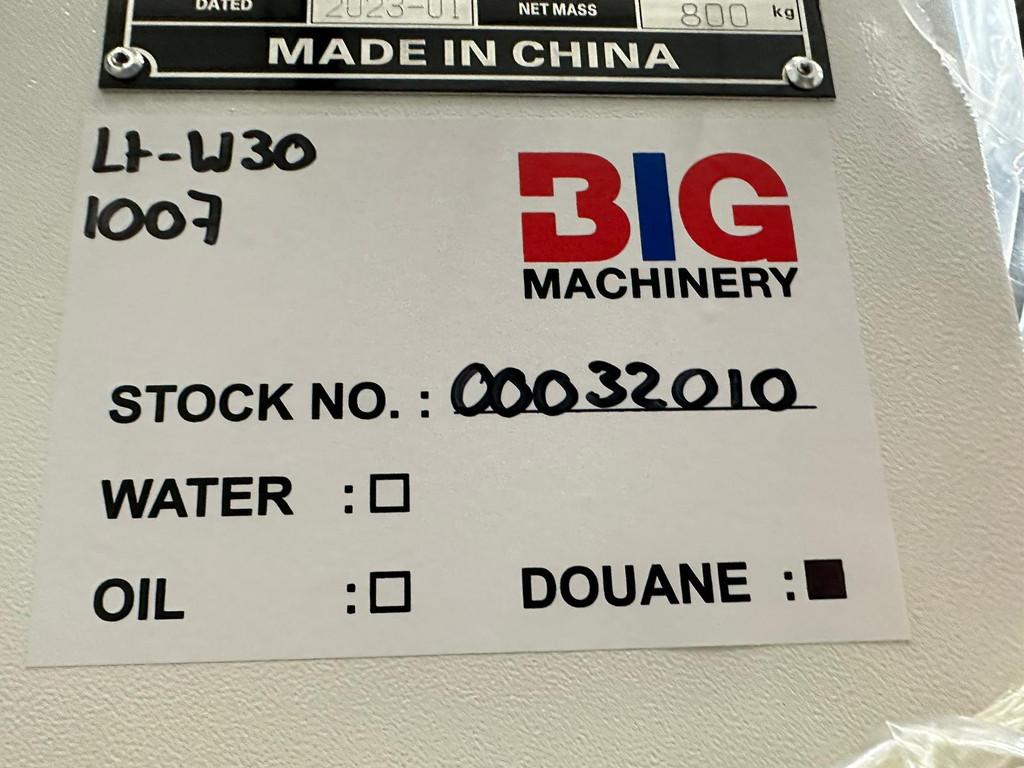 DATED 2023-01 NET MASS 800 kg
MADE IN CHINA
Lt-W30
1007
BIG
MACHINERY
STOCK NO. : 00032010
WATER :
OIL :
DOUANE :